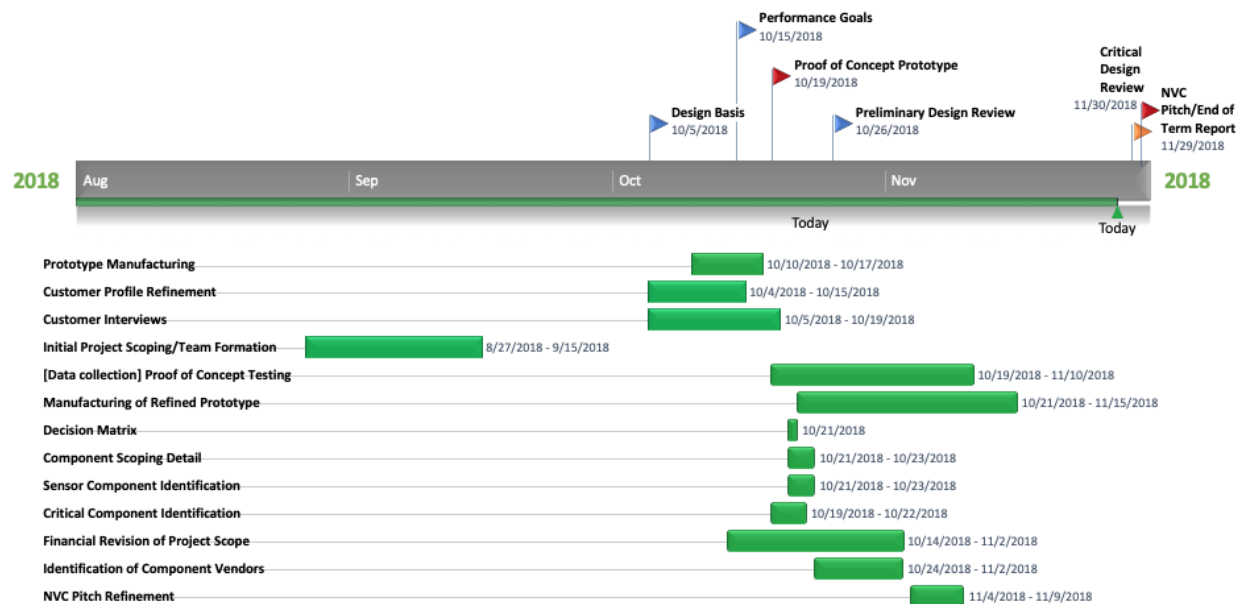 Performance Goals
10/15/2018
Proof of Concept Prototype
10/19/2018
Critical
Design
Review
11/30/2018
NVC
Pitch/End of
Term Report
11/29/2018
Design Basis
10/5/2018
Preliminary Design Review
10/26/2018
2018 Aug Sep Oct Nov 2018
Today
Today
Prototype Manufacturing 10/10/2018 - 10/17/2018
Customer Profile Refinement 10/4/2018 - 10/15/2018
Customer Interviews 10/5/2018 - 10/19/2018
Initial Project Scoping/Team Formation 8/27/2018 - 9/15/2018
[Data collection] Proof of Concept Testing 10/19/2018 - 11/10/2018
Manufacturing of Refined Prototype 10/21/2018 - 11/15/2018
Decision Matrix 10/21/2018
Component Scoping Detail 10/21/2018 - 10/23/2018
Sensor Component Identification 10/21/2018 - 10/23/2018
Critical Component Identification 10/19/2018 - 10/22/2018
Financial Revision of Project Scope 10/14/2018 - 11/2/2018
Identification of Component Vendors 10/24/2018 - 11/2/2018
NVC Pitch Refinement 11/4/2018 - 11/9/2018